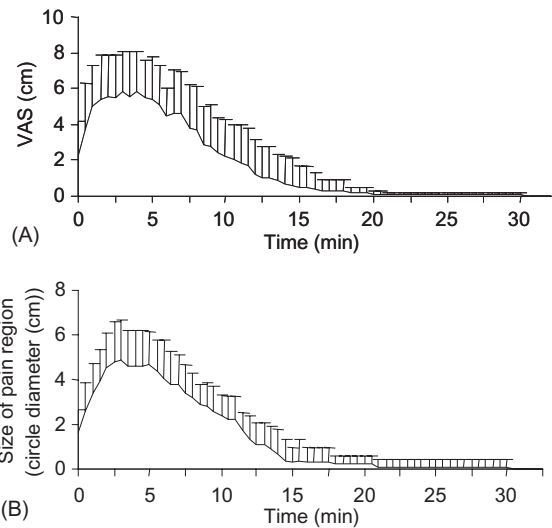 10
8
6
4
2
0
VAS (cm)
0 5 10 15 20 25 30
Time (min)
(A)
8
6
4
2
0
Size of pain region
(circle diameter (cm))
0 5 10 15 20 25 30
Time (min)
(B)